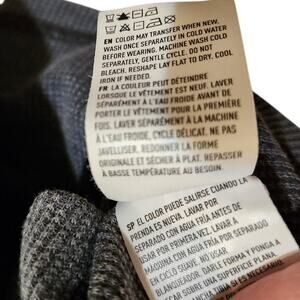 EN COLOR MAY TRANSFER WHEN NEW.
WASH ONCE SEPARATELY IN COLD WATER
BEFORE WEARING. MACHINE WASH COLD
SEPARATELY, GENTLE CYCLE. DO NOT
BLEACH. RESHAPE LAY FLAT TO DRY. COOL
IRON IF NEEDED.
FR LA COULEUR PEUT DÉTEINDRE
LORSQUE LE VÊTEMENT EST NEUF. LAVER
SÉPARÉMENT À L'EAU FROIDE AVANT DE
PORTER LE VÊTEMENT POUR LA PREMIÈRE
FOIS. LAVER SÉPARÉMENT À LA MACHINE
À L'EAU FROIDE, CYCLE DÉLICAT. NE PAS
JAVELLISER. REDONNER LA FORME
ORIGINALE ET SÉCHER À PLAT. REPASSER
À BASSE TEMPÉRATURE AU BESOIN.
SP EL COLOR PUEDE SALIRSE CUANDO LA
PRENDA ES NUEVA. LAVAR POR
SEPARADO CON AGUA FRÍA ANTES DE
USAR POR PRIMERA VEZ. LAVAR A
MÁQUINA CON AGUA FRÍA POR SEPARADO
EN CICLO SUAVE. NO USAR
BLANQUEADOR. DARLE FORMA Y PONGA A
SECAR SOBRE UNA SUPERFICIE PLANA.